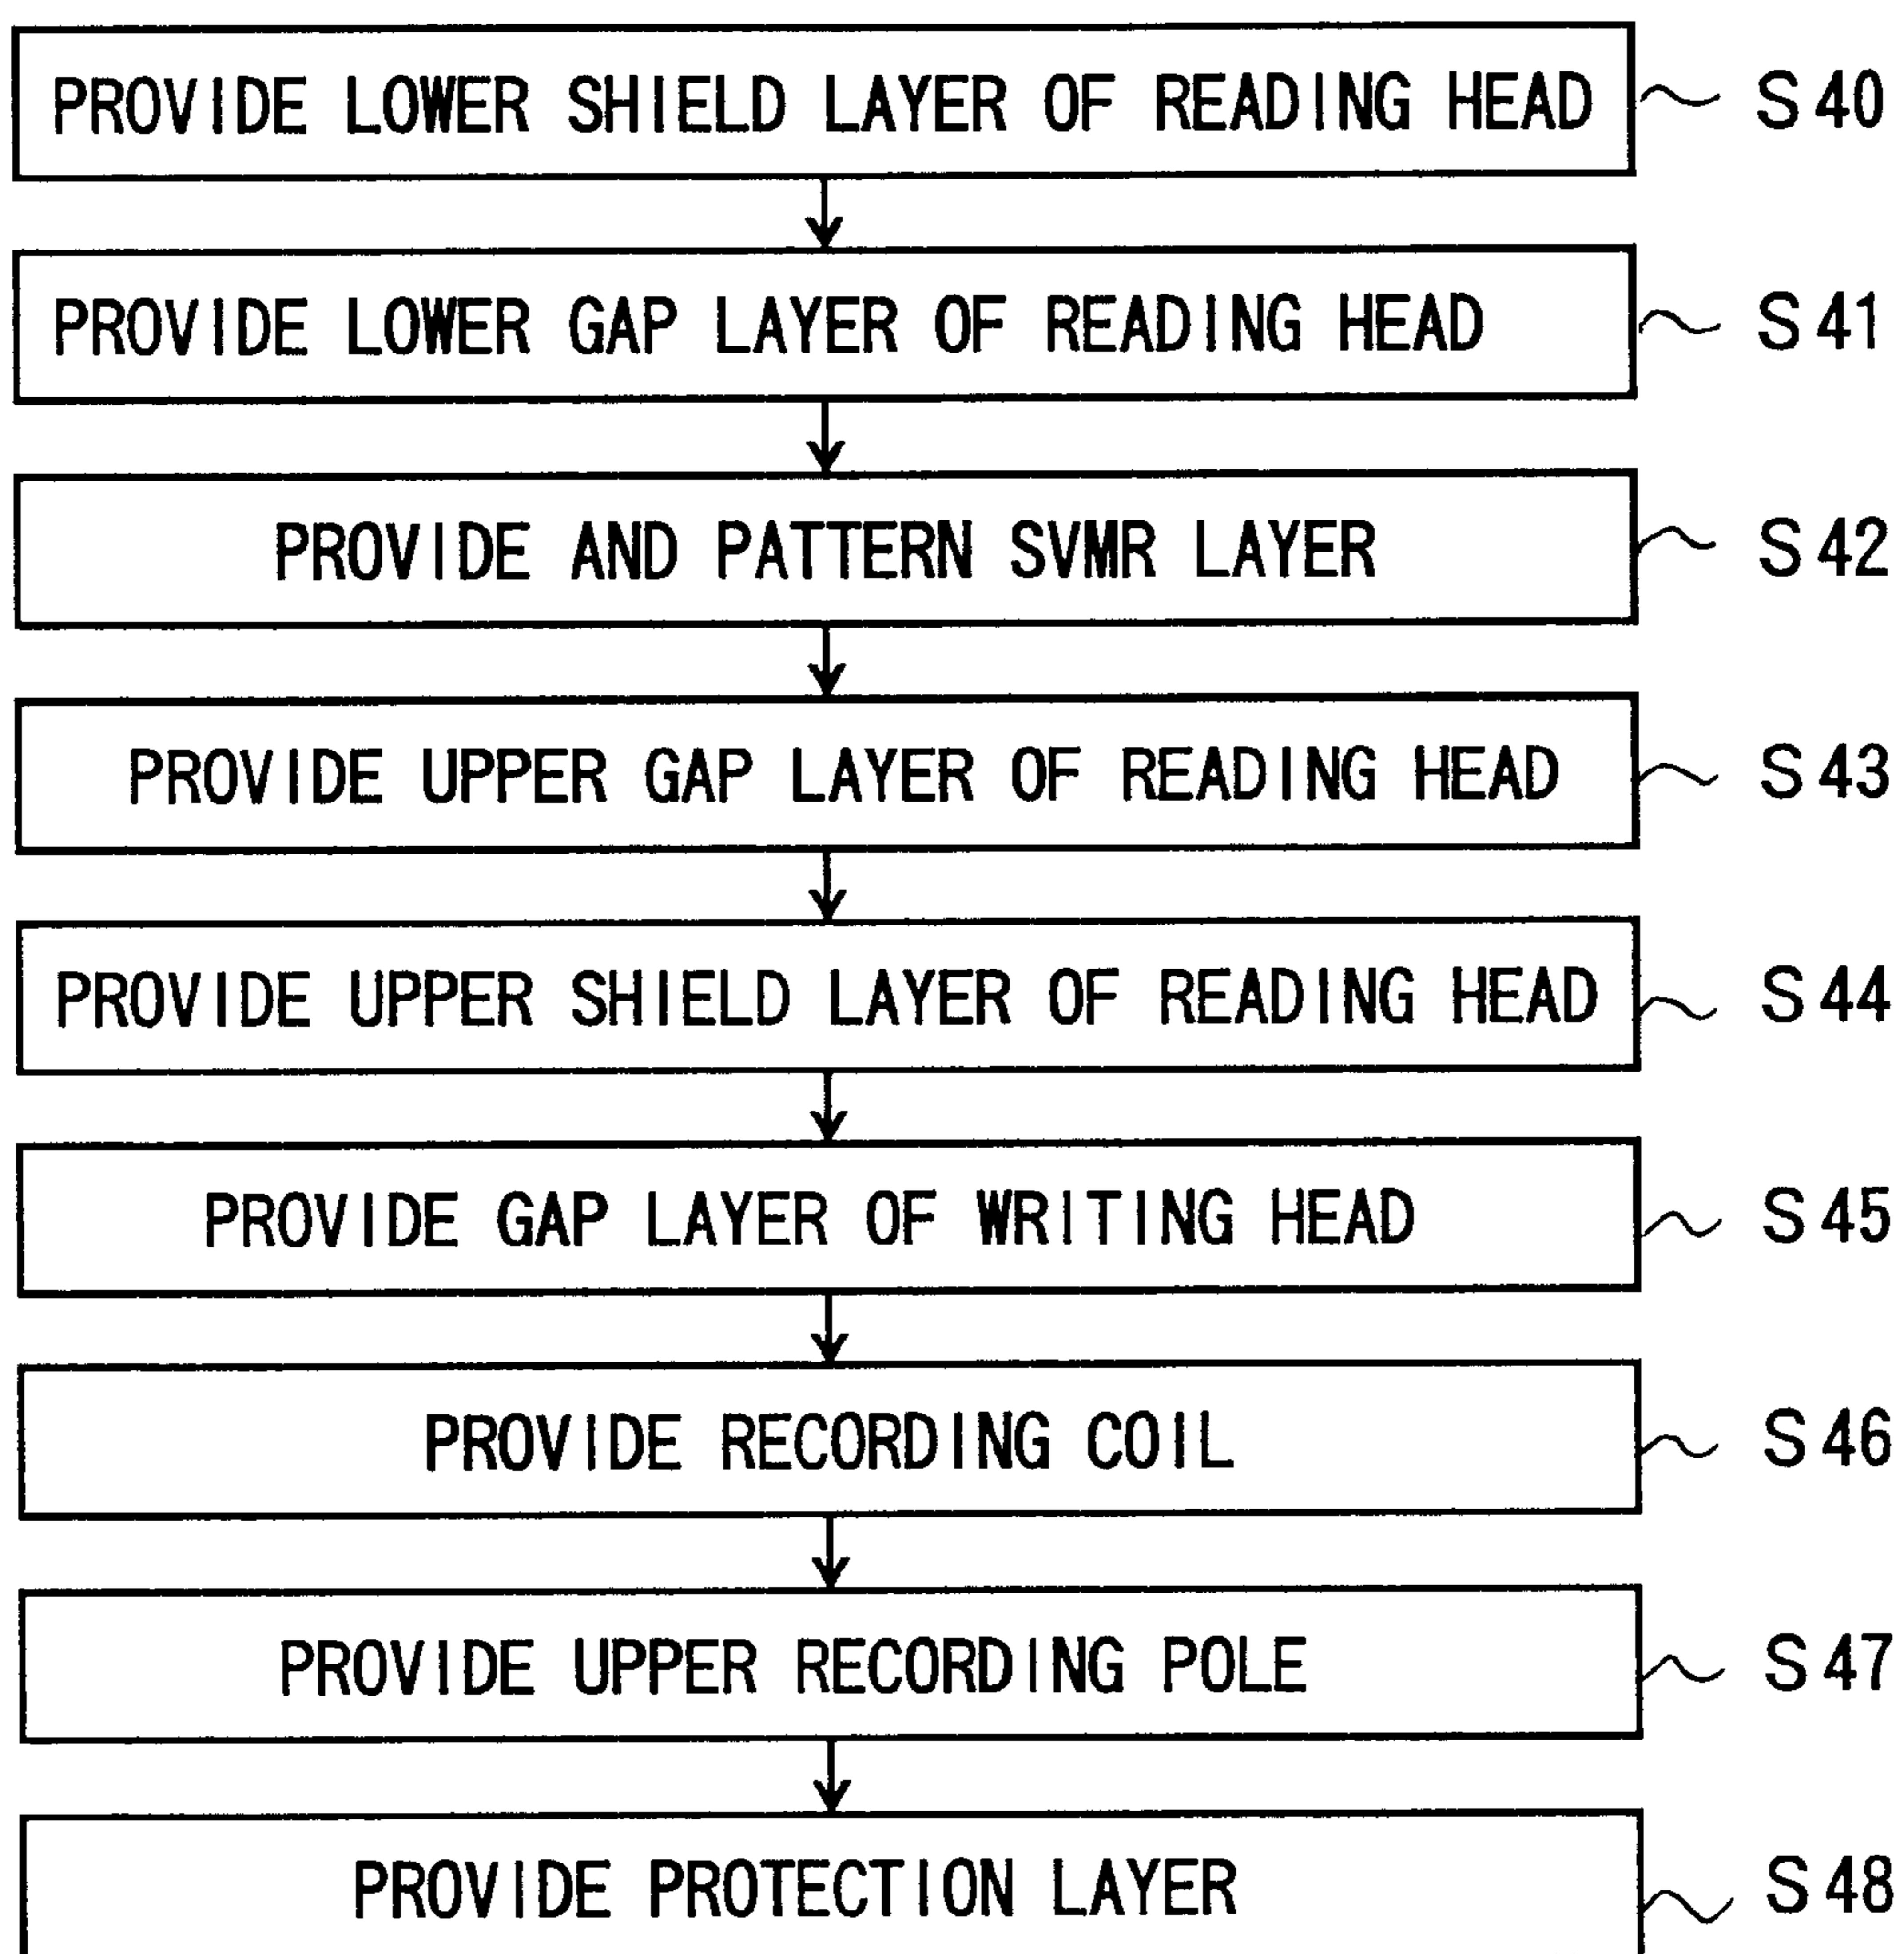 PROVIDE LOWER SHIELD LAYER OF READING HEAD S40
PROVIDE LOWER GAP LAYER OF READING HEAD S41
PROVIDE AND PATTERN SVMR LAYER S42
PROVIDE UPPER GAP LAYER OF READING HEAD S43
PROVIDE UPPER SHIELD LAYER OF READING HEAD S44
PROVIDE GAP LAYER OF WRITING HEAD S45
PROVIDE RECORDING COIL S46
PROVIDE UPPER RECORDING POLE S47
PROVIDE PROTECTION LAYER S48